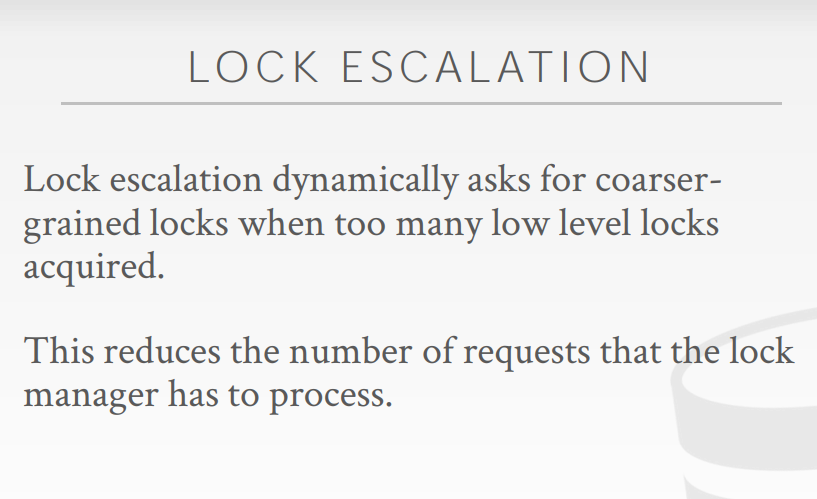 LOCK ESCALATION
Lock escalation dynamically asks for coarser-
grained locks when too many low level locks
acquired.
This reduces the number of requests that the lock
manager has to process.